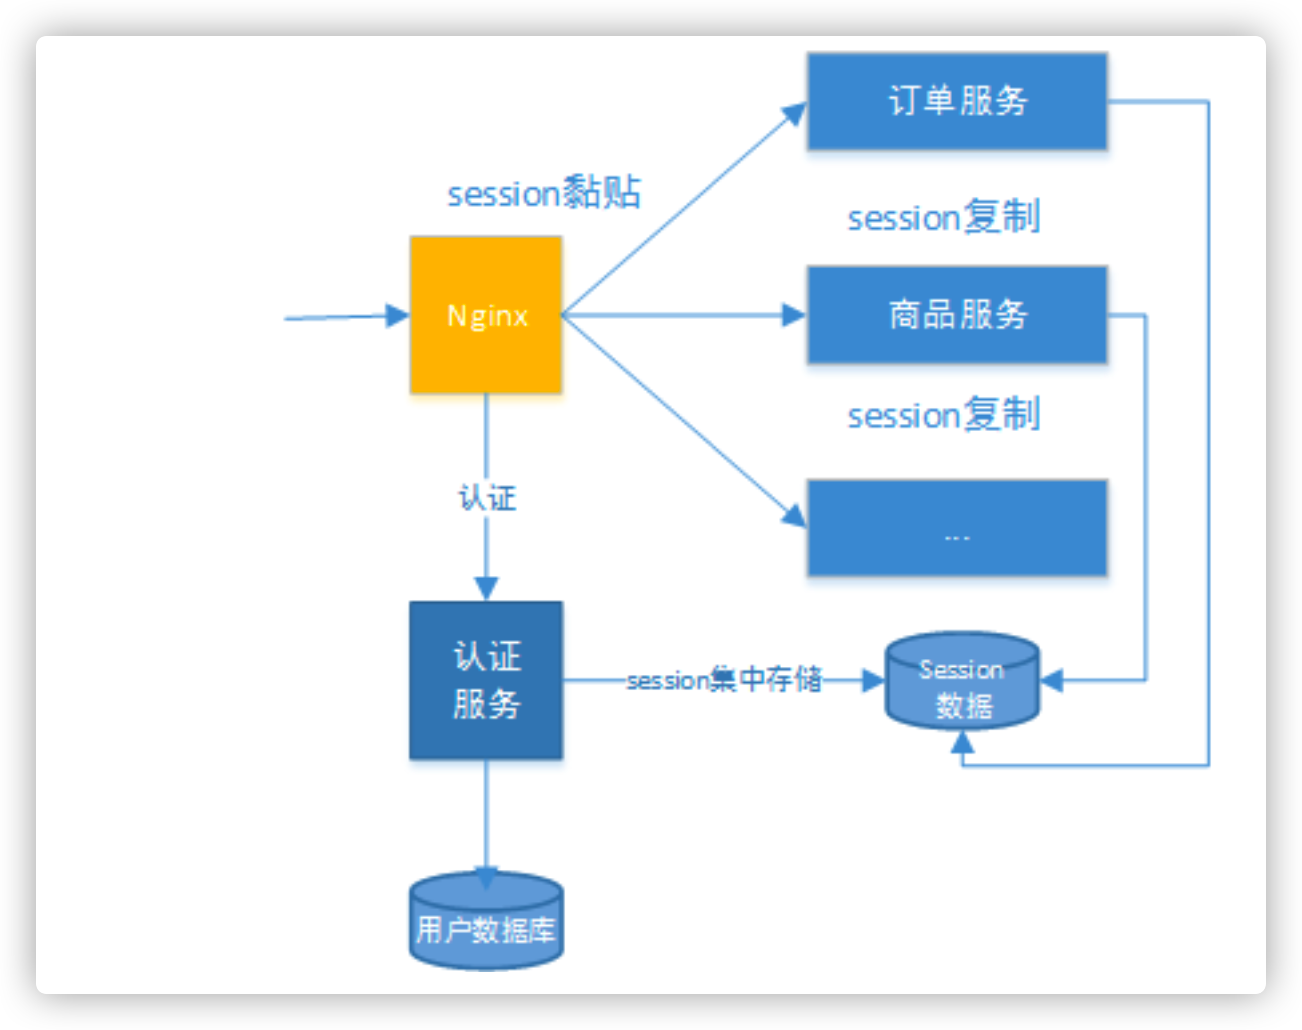 订单服务
session黏贴
session复制
Nginx
商品服务
session复制
认证
...
认证
服务
session集中存储
Session
数据
用户数据库